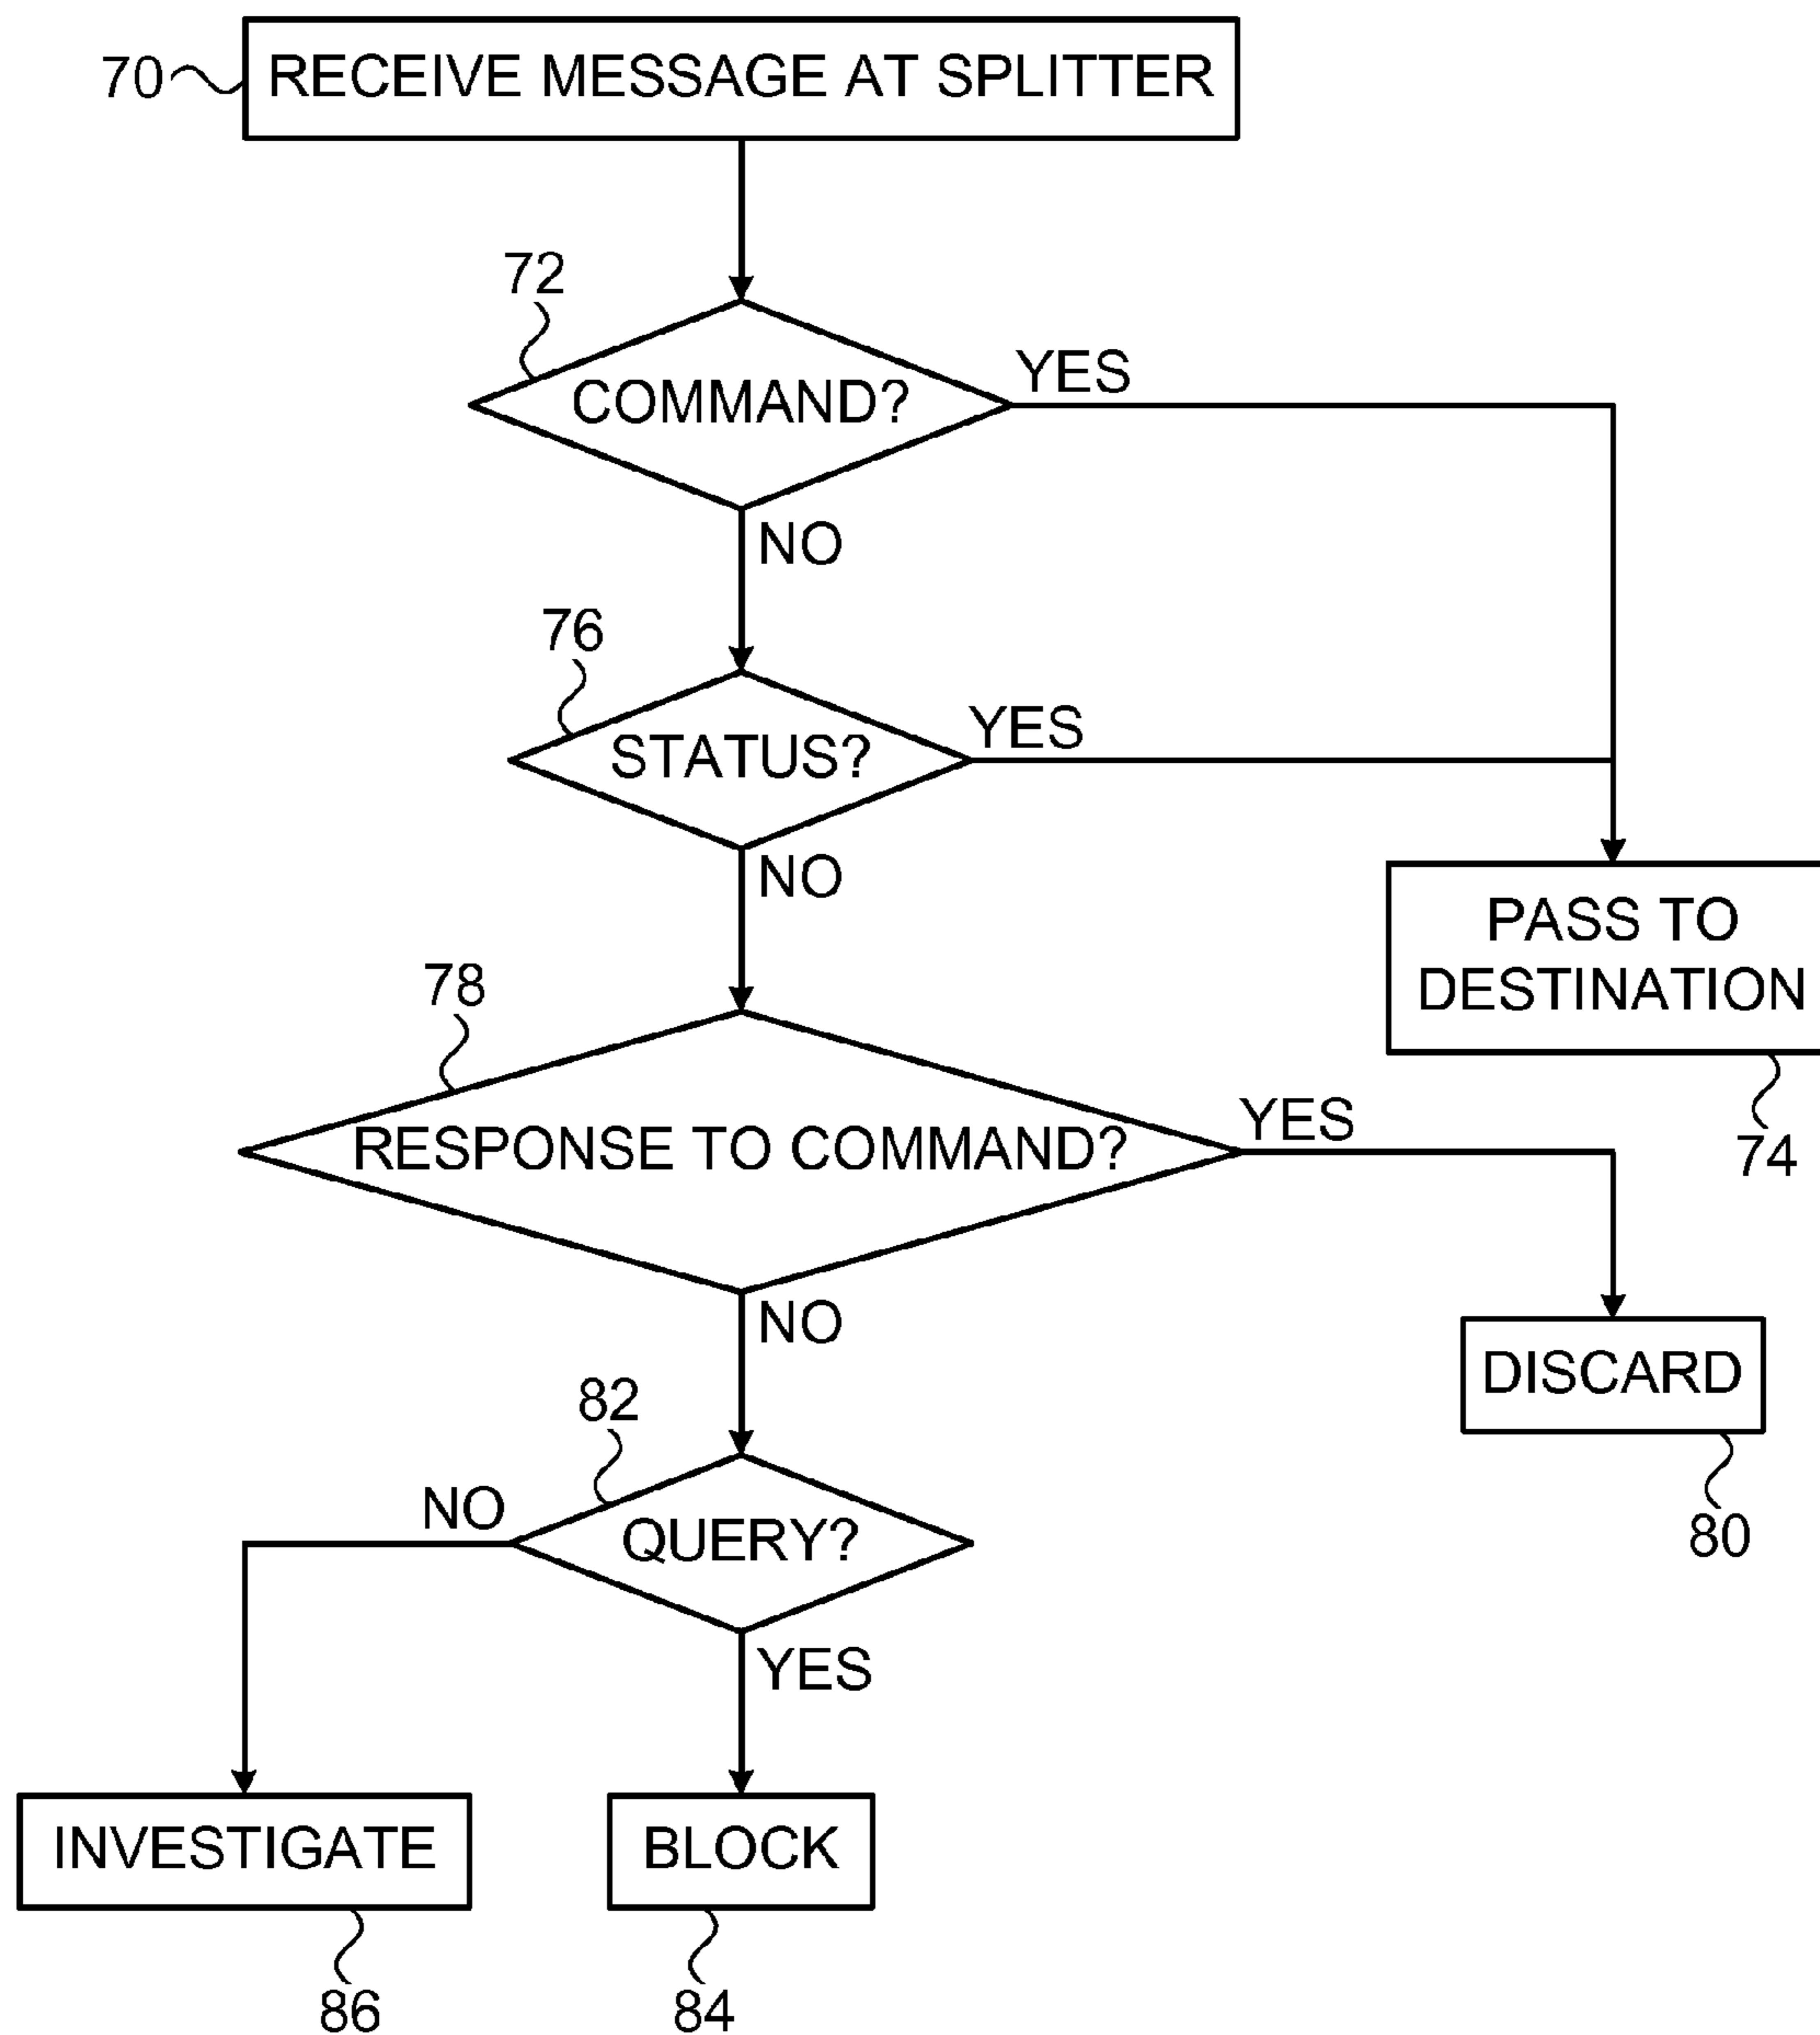 70
RECEIVE MESSAGE AT SPLITTER
72
COMMAND?
YES
NO
76
STATUS?
YES
NO
PASS TO
DESTINATION
74
78
RESPONSE TO COMMAND?
YES
NO
DISCARD
80
82
QUERY?
NO
YES
INVESTIGATE
86
BLOCK
84